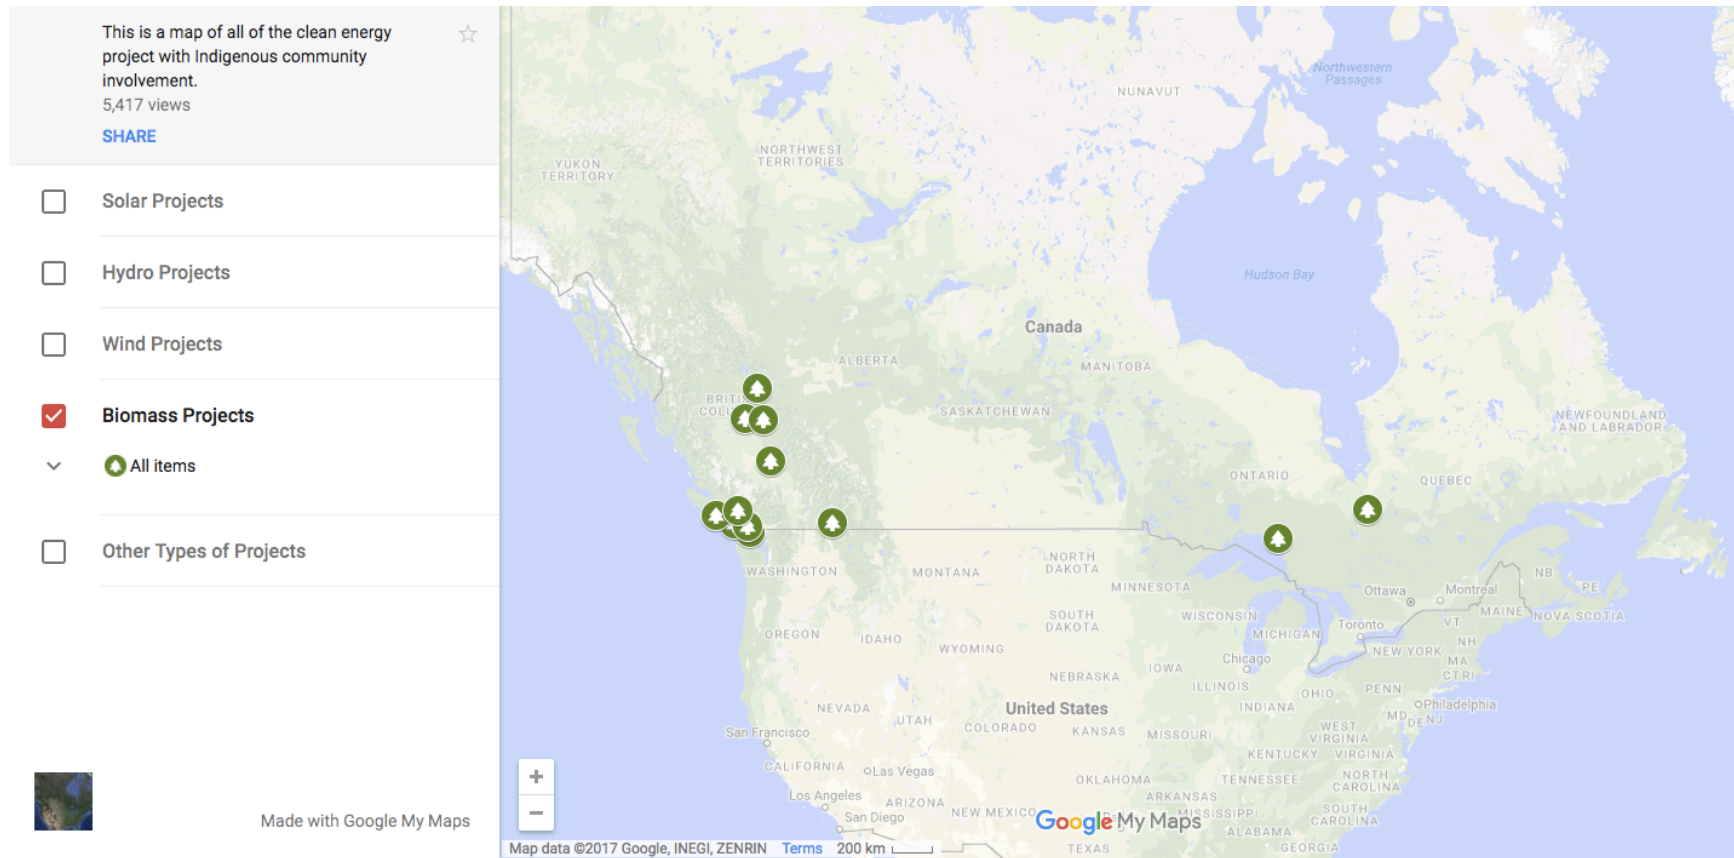 This is a map of all of the clean energy
project with Indigenous community
involvement.
5,417 views
SHARE
Solar Projects
Hydro Projects
Wind Projects
Biomass Projects
All items
Other Types of Projects
Made with Google My Maps
Northwestern
Passages
NUNAVUT
NORTHWEST
TERRITORIES
YUKON
TERRITORY
Hudson Bay
Canada
ALBERTA
MANITOBA
BRITI
COLU
SASKATCHEWAN
NEWFOUNDLAND
AND LABRADOR
ONTARIO
QUEBEC
WASHINGTON
MONTANA
NORTH
DAKOTA
MINNESOTA
Ottawa
Montreal
NB
PE
MAINE
NOVA SCOTIA
SOUTH
DAKOTA
WISCONSIN
MICHIGAN
Toronto
VT
NH
OREGON
IDAHO
WYOMING
NEW YORK
MA
CT RI
Chicago
IOWA
NEBRASKA
ILLINOIS
OHIO
PENN
INDIANA
Philadelphia
MD
DE
NJ
NEVADA
UTAH
United States
COLORADO
KANSAS
MISSOURI
WEST
VIRGINIA
San Francisco
KENTUCKY
VIRGINIA
CALIFORNIA
Las Vegas
OKLAHOMA
TENNESSEE
NORTH
CAROLINA
Los Angeles
ARIZONA
NEW MEXICO
ARKANSAS
MISSISSIPPI
SOUTH
CAROLINA
San Diego
Google My Maps
ALABAMA
TEXAS
GEORGIA
Map data ©2017 Google, INEGI, ZENRIN Terms 200 km